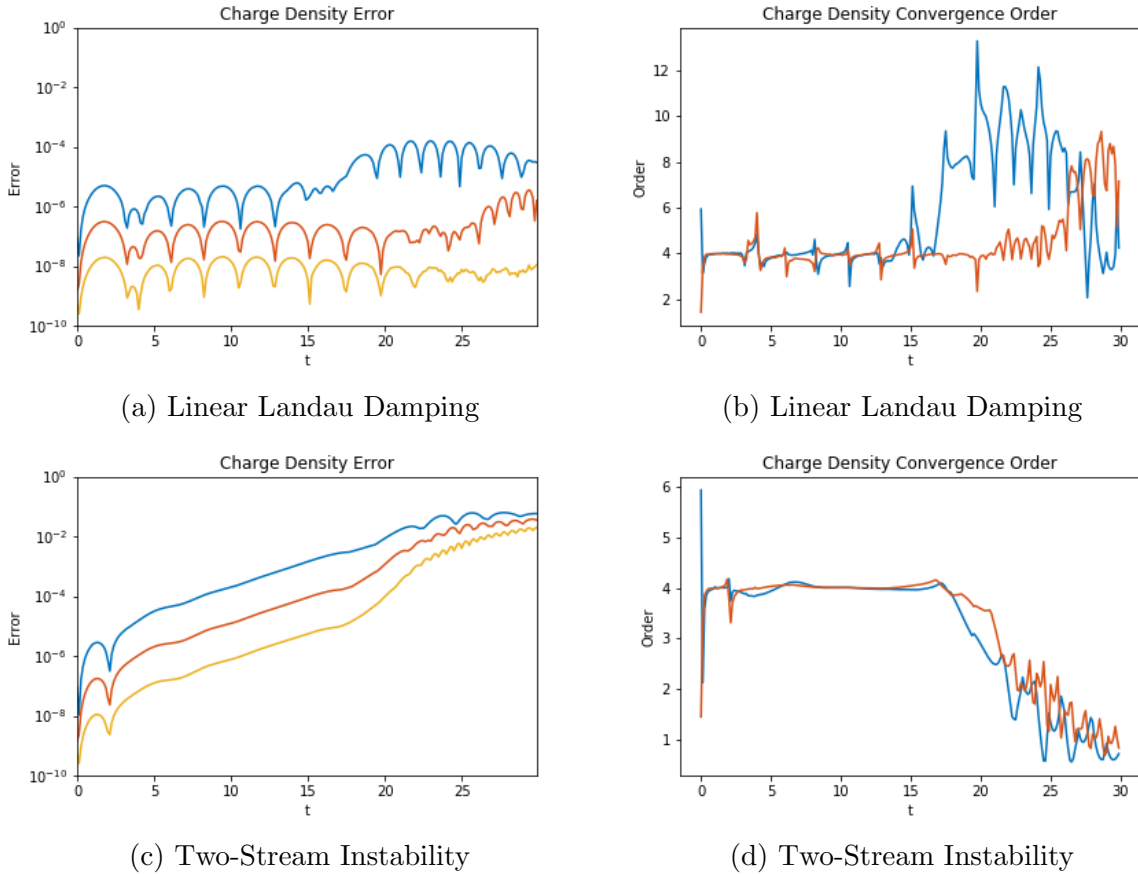 Charge Density Error
10^0
10^-2
10^-4
10^-6
10^-8
10^-10
Error
0 5 10 15 20 25
t
Charge Density Convergence Order
12
10
8
6
4
2
Order
0 5 10 15 20 25 30
t
(a) Linear Landau Damping
(b) Linear Landau Damping
Charge Density Error
10^0
10^-2
10^-4
10^-6
10^-8
10^-10
Error
0 5 10 15 20 25
t
Charge Density Convergence Order
6
5
4
3
2
1
Order
0 5 10 15 20 25 30
t
(c) Two-Stream Instability
(d) Two-Stream Instability